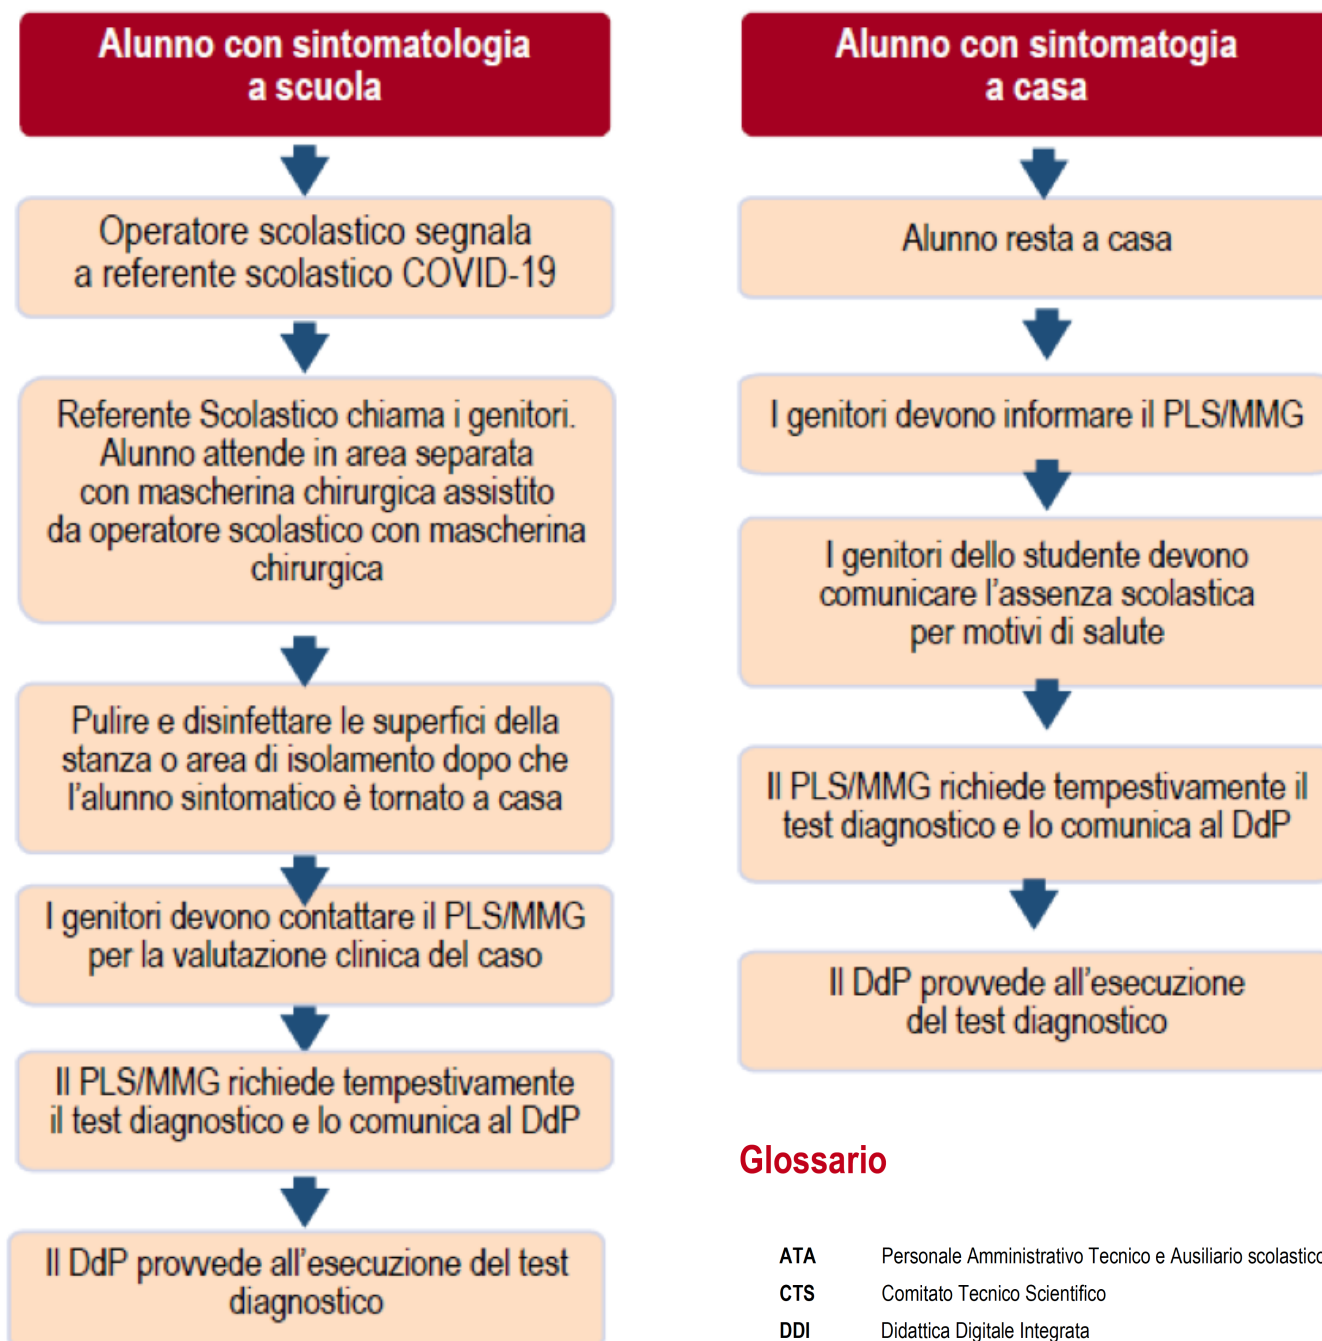 Alunno con sintomatologia
a scuola
Operatore scolastico segnala
a referente scolastico COVID-19
Referente Scolastico chiama i genitori.
Alunno attende in area separata
con mascherina chirurgica assistito
da operatore scolastico con mascherina
chirurgica
Pulire e disinfettare le superfici della
stanza o area di isolamento dopo che
l'alunno sintomatico è tornato a casa
I genitori devono contattare il PLS/MMG
per la valutazione clinica del caso
Il PLS/MMG richiede tempestivamente
il test diagnostico e lo comunica al DdP
Il DdP provvede all'esecuzione del test
diagnostico
Alunno con sintomatogia
a casa
Alunno resta a casa
I genitori devono informare il PLS/MMG
I genitori dello studente devono
comunicare l'assenza scolastica
per motivi di salute
Il PLS/MMG richiede tempestivamente il
test diagnostico e lo comunica al DdP
Il DdP provvede all'esecuzione
del test diagnostico
Glossario
ATA Personale Amministrativo Tecnico e Ausiliario scolastico
CTS Comitato Tecnico Scientifico
DDI Didattica Digitale Integrata